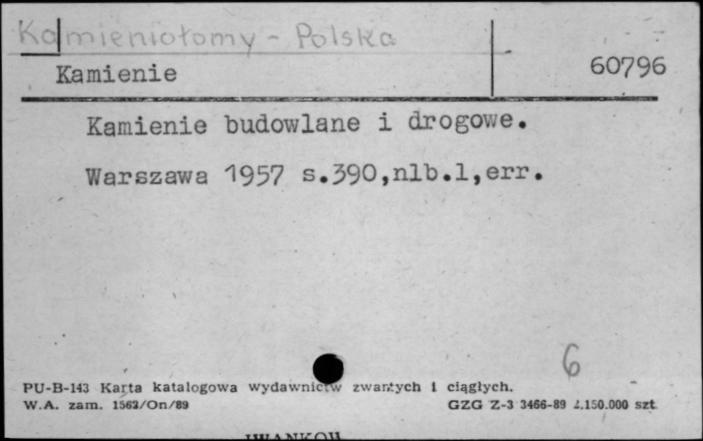 Kamieniołomy - Polska
Kamienie 60796
Kamienie budowlane i drogowe.
Warszawa 1957 s.390,nlb.1,err.
6
PU-B-143 Karta katalogowa wydawnictw zwartych i ciągłych.
W.A. zam. 1563/On/89 GZG Z-3 3466-89 2.150.000 szt